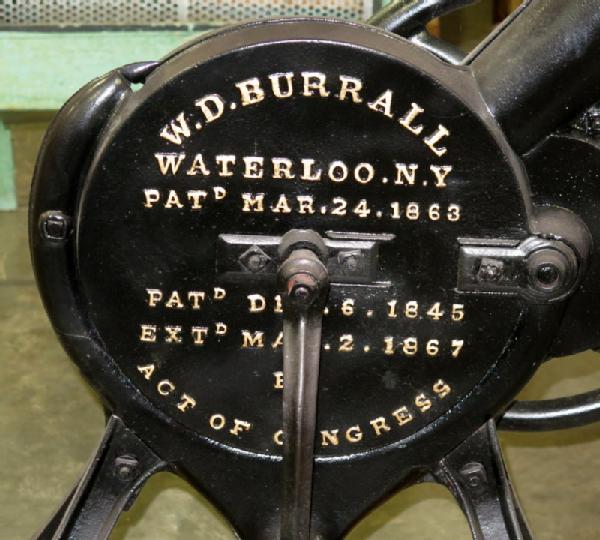 W.D.BURRALL
WATERLOO.N.Y
PATD MAR.24.1863
PATD 6.1845
EXTD 2.1867
ACT OF CONGRESS